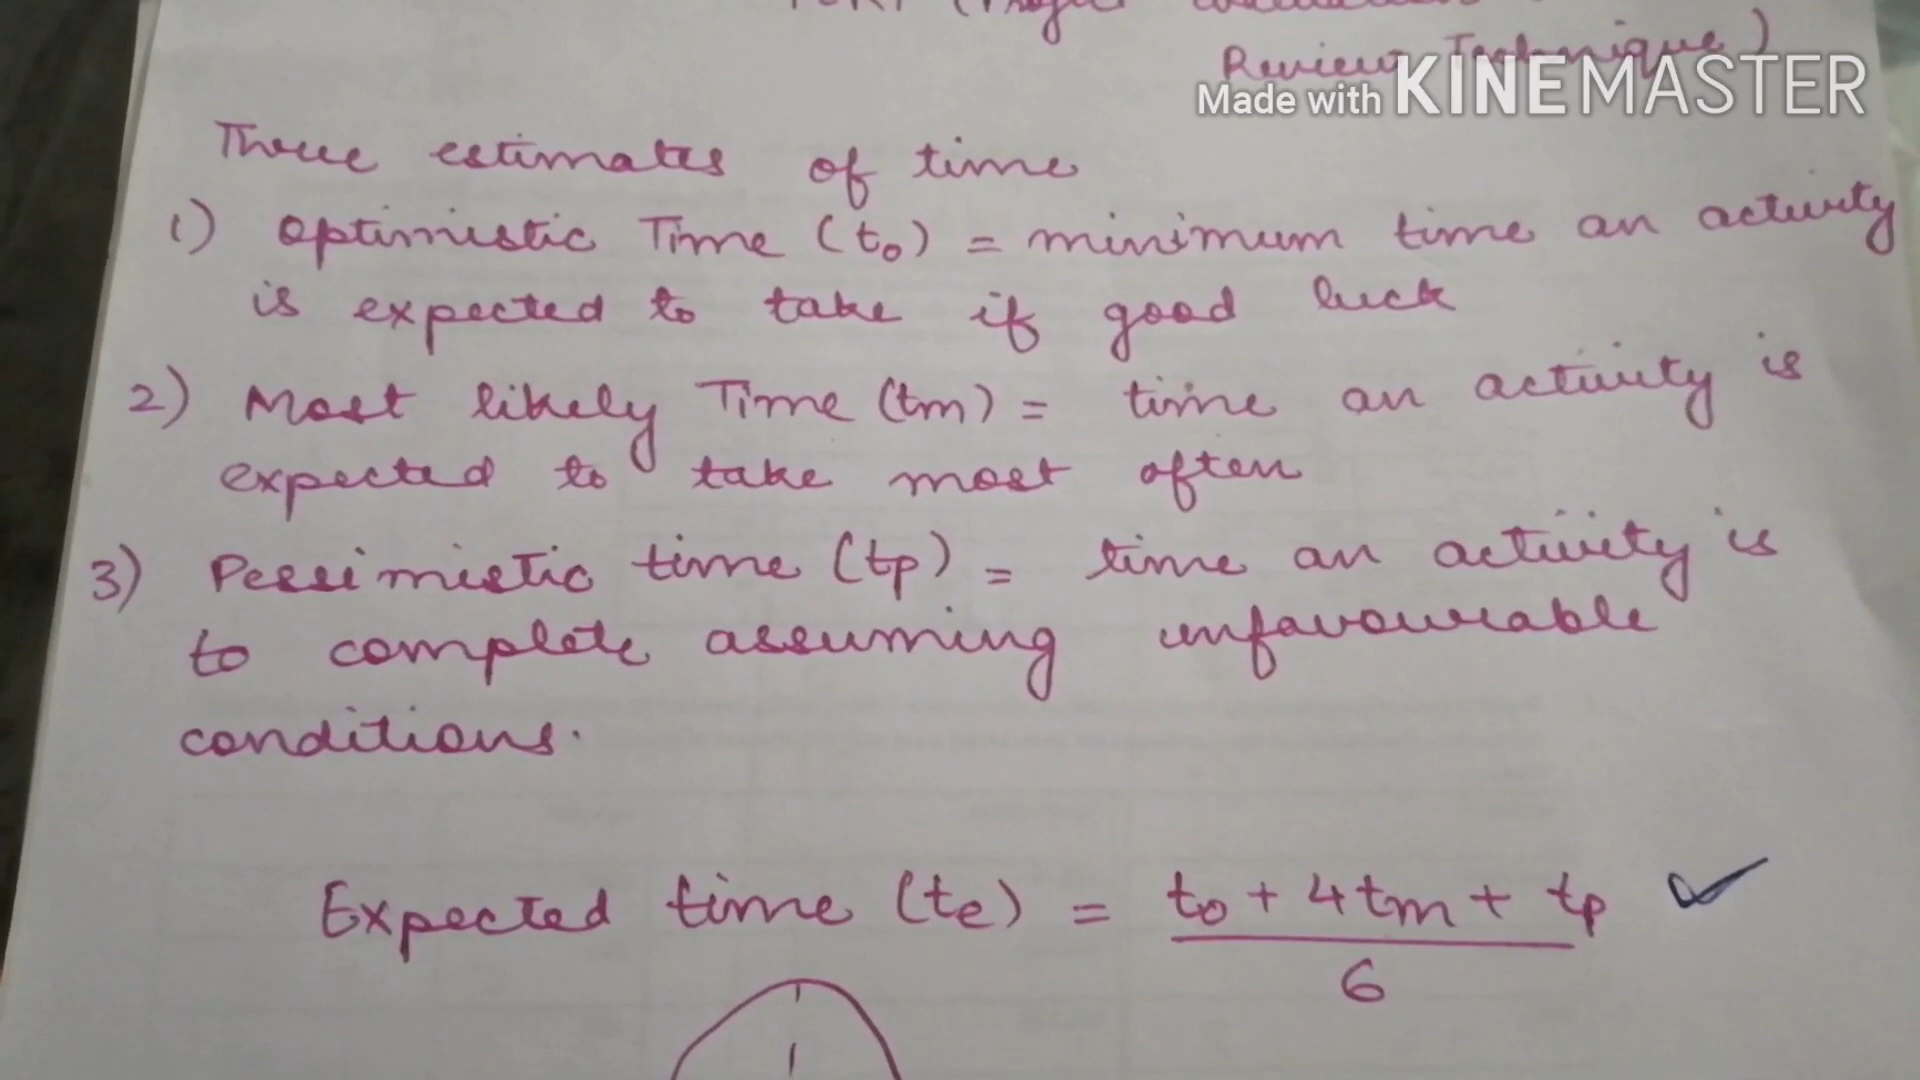 Review Technique)
Made with KINEMASTER
Three estimates of time
1) Optimistic Time (to) = minimum time an activity
is expected to take if good luck
2) Most likely Time (tm) = time an activity is
expected to take most often
3) Pessimistic time (tp) = time an activity is
to complete assuming unfavourable
conditions.
Expected time (te) = to + 4tm + tp
6